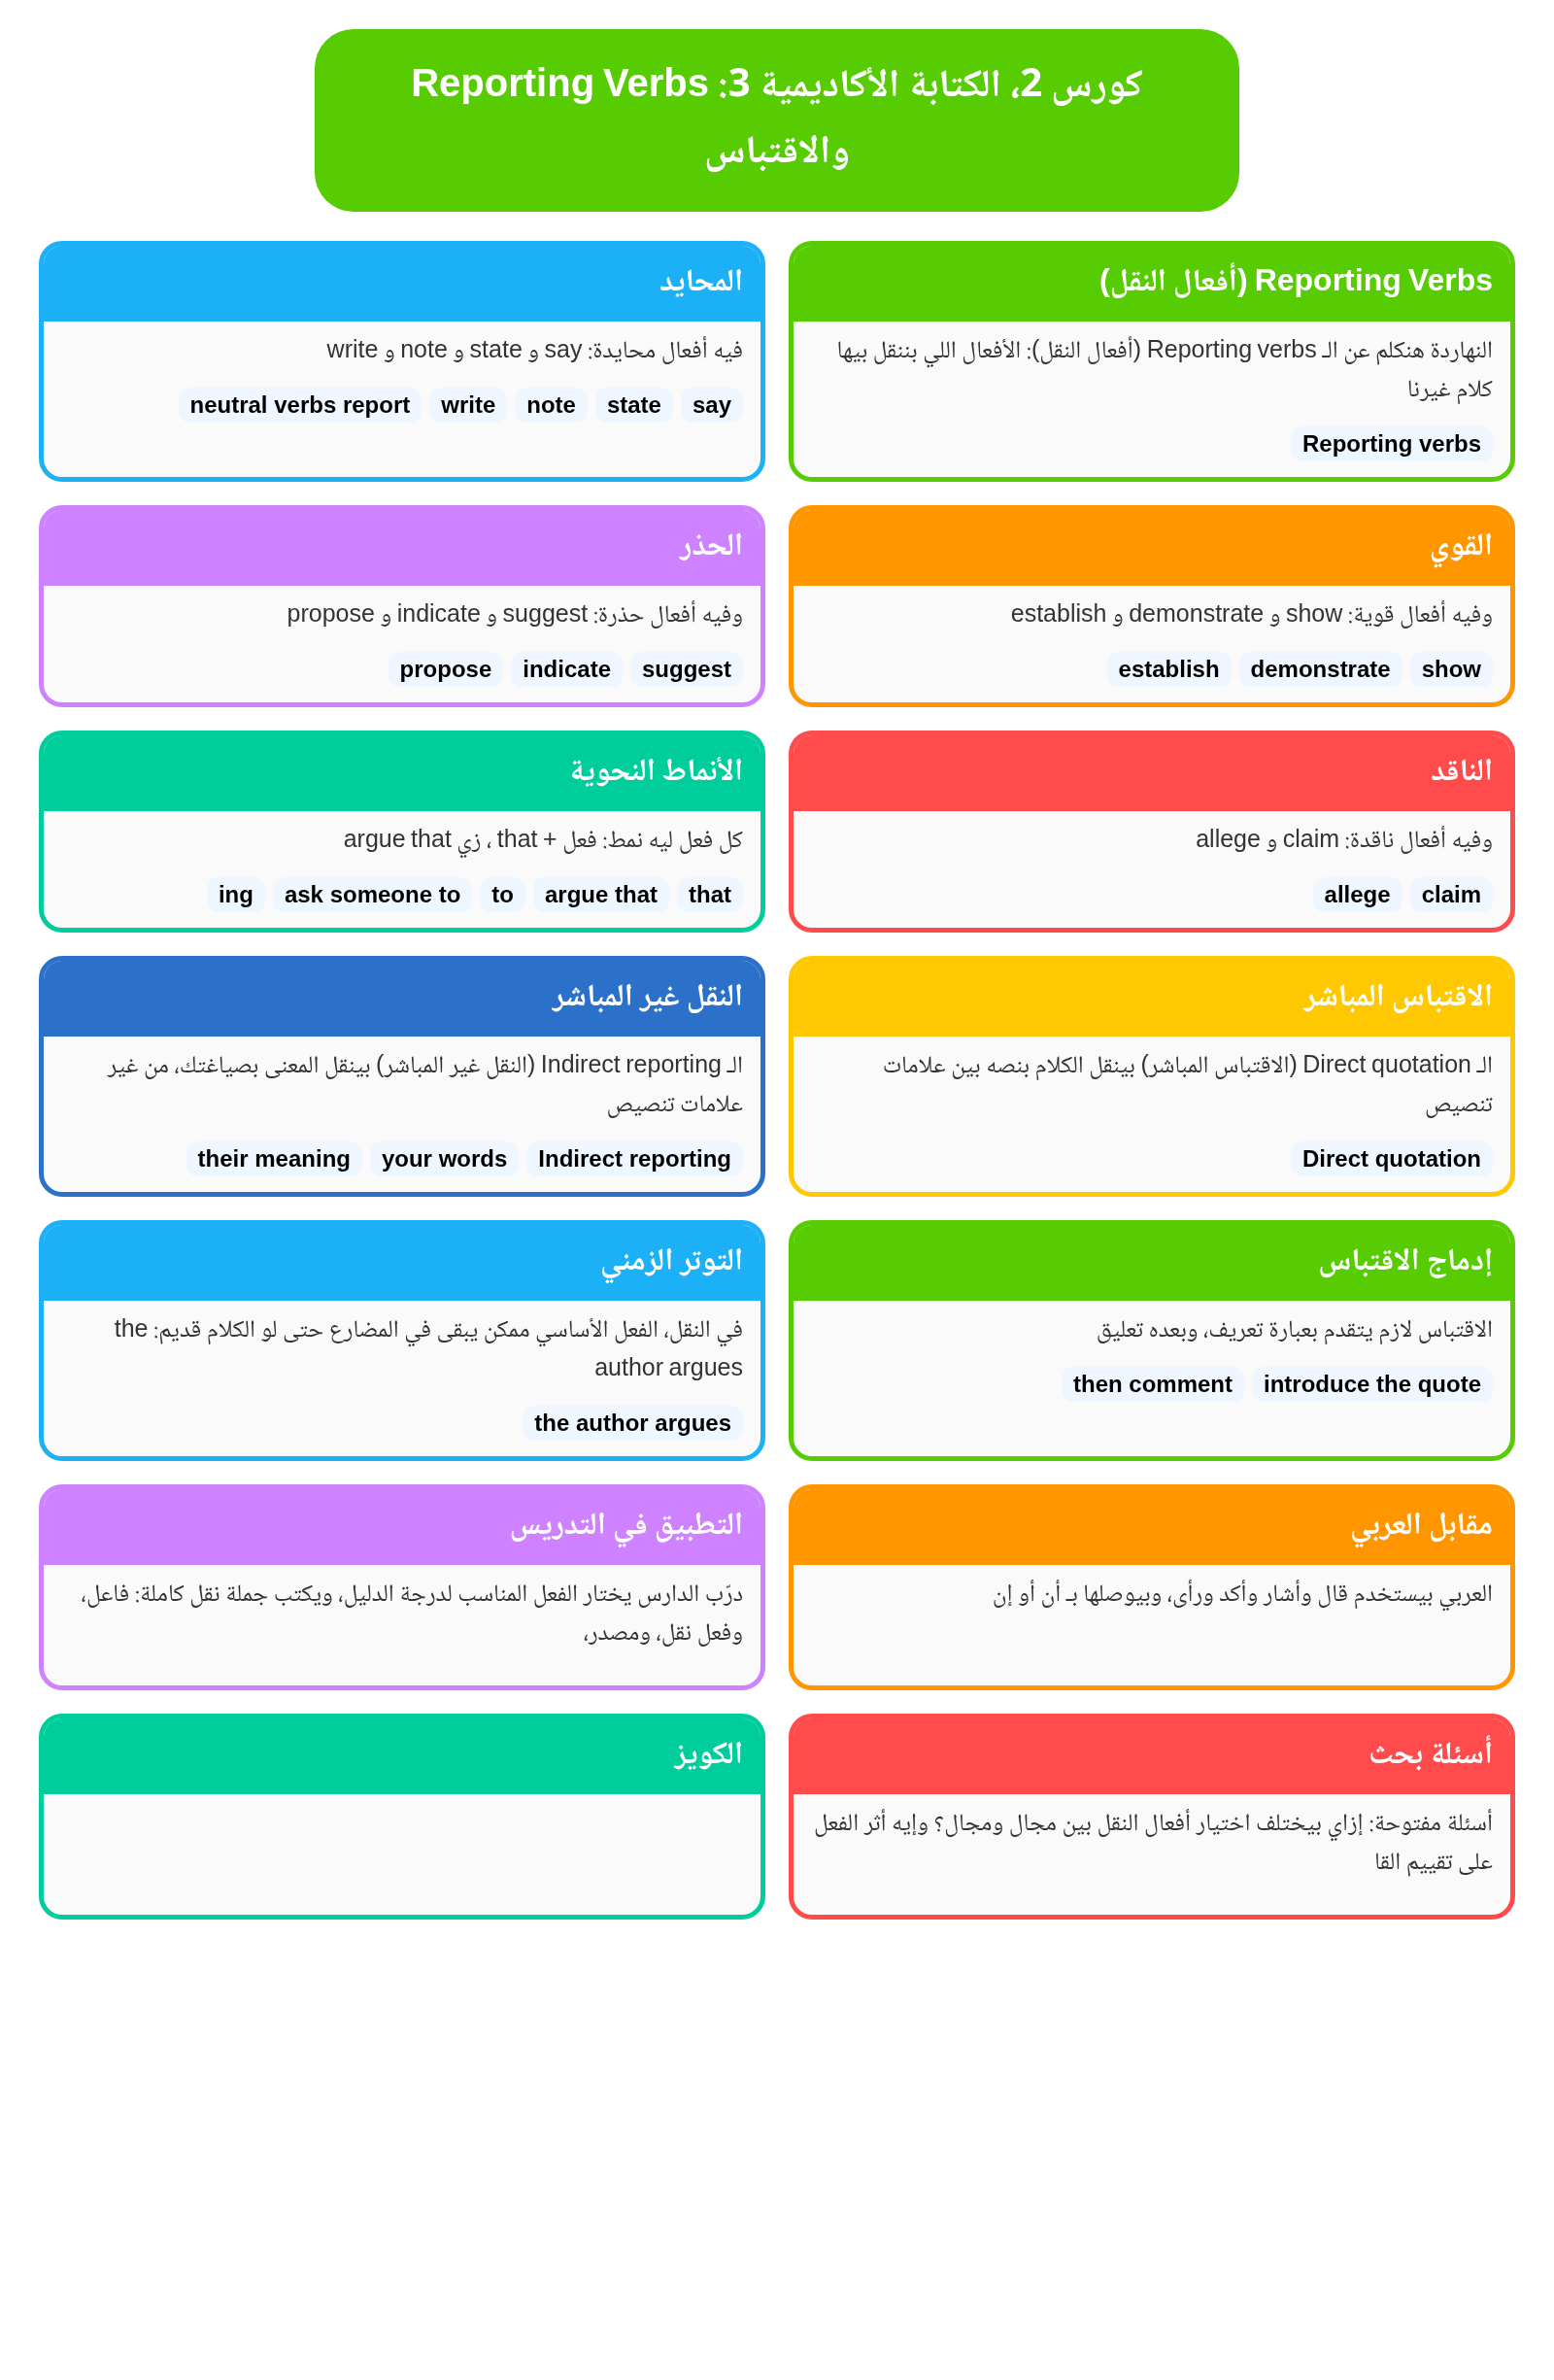 كورس 2، الكتابة الأكاديمية 3: Reporting Verbs
والاقتباس
Reporting Verbs (أفعال النقل)
النهاردة هنكلم عن الـ Reporting verbs (أفعال النقل): الأفعال اللي بننقل بيها
كلام غيرنا
Reporting verbs
المحايد
فيه أفعال محايدة: say و state و note و write
say state note write neutral verbs report
القوي
وفيه أفعال قوية: show و demonstrate و establish
show demonstrate establish
الحذر
وفيه أفعال حذرة: suggest و indicate و propose
suggest indicate propose
الناقد
وفيه أفعال ناقدة: claim و allege
claim allege
الأنماط النحوية
كل فعل ليه نمط: فعل + that ، زي argue that
that argue that to ask someone to ing
الاقتباس المباشر
الـ Direct quotation (الاقتباس المباشر) بينقل الكلام بنصه بين علامات
تنصيص
Direct quotation
النقل غير المباشر
الـ Indirect reporting (النقل غير المباشر) بينقل المعنى بصياغتك، من غير
علامات تنصيص
Indirect reporting your words their meaning
إدماج الاقتباس
الاقتباس لازم يتقدم بعبارة تعريف، وبعده تعليق
introduce the quote then comment
التوتر الزمني
في النقل، الفعل الأساسي ممكن يبقى في المضارع حتى لو الكلام قديم: the
author argues
the author argues
مقابل العربي
العربي بيستخدم قال وأشار وأكد ورأى، وبيوصلها بـ أن أو إن
التطبيق في التدريس
درّب الدارس يختار الفعل المناسب لدرجة الدليل، ويكتب جملة نقل كاملة: فاعل،
وفعل نقل، ومصدر،
أسئلة بحث
أسئلة مفتوحة: إزاي بيختلف اختيار أفعال النقل بين مجال ومجال؟ وإيه أثر الفعل
على تقييم القا
الكويز